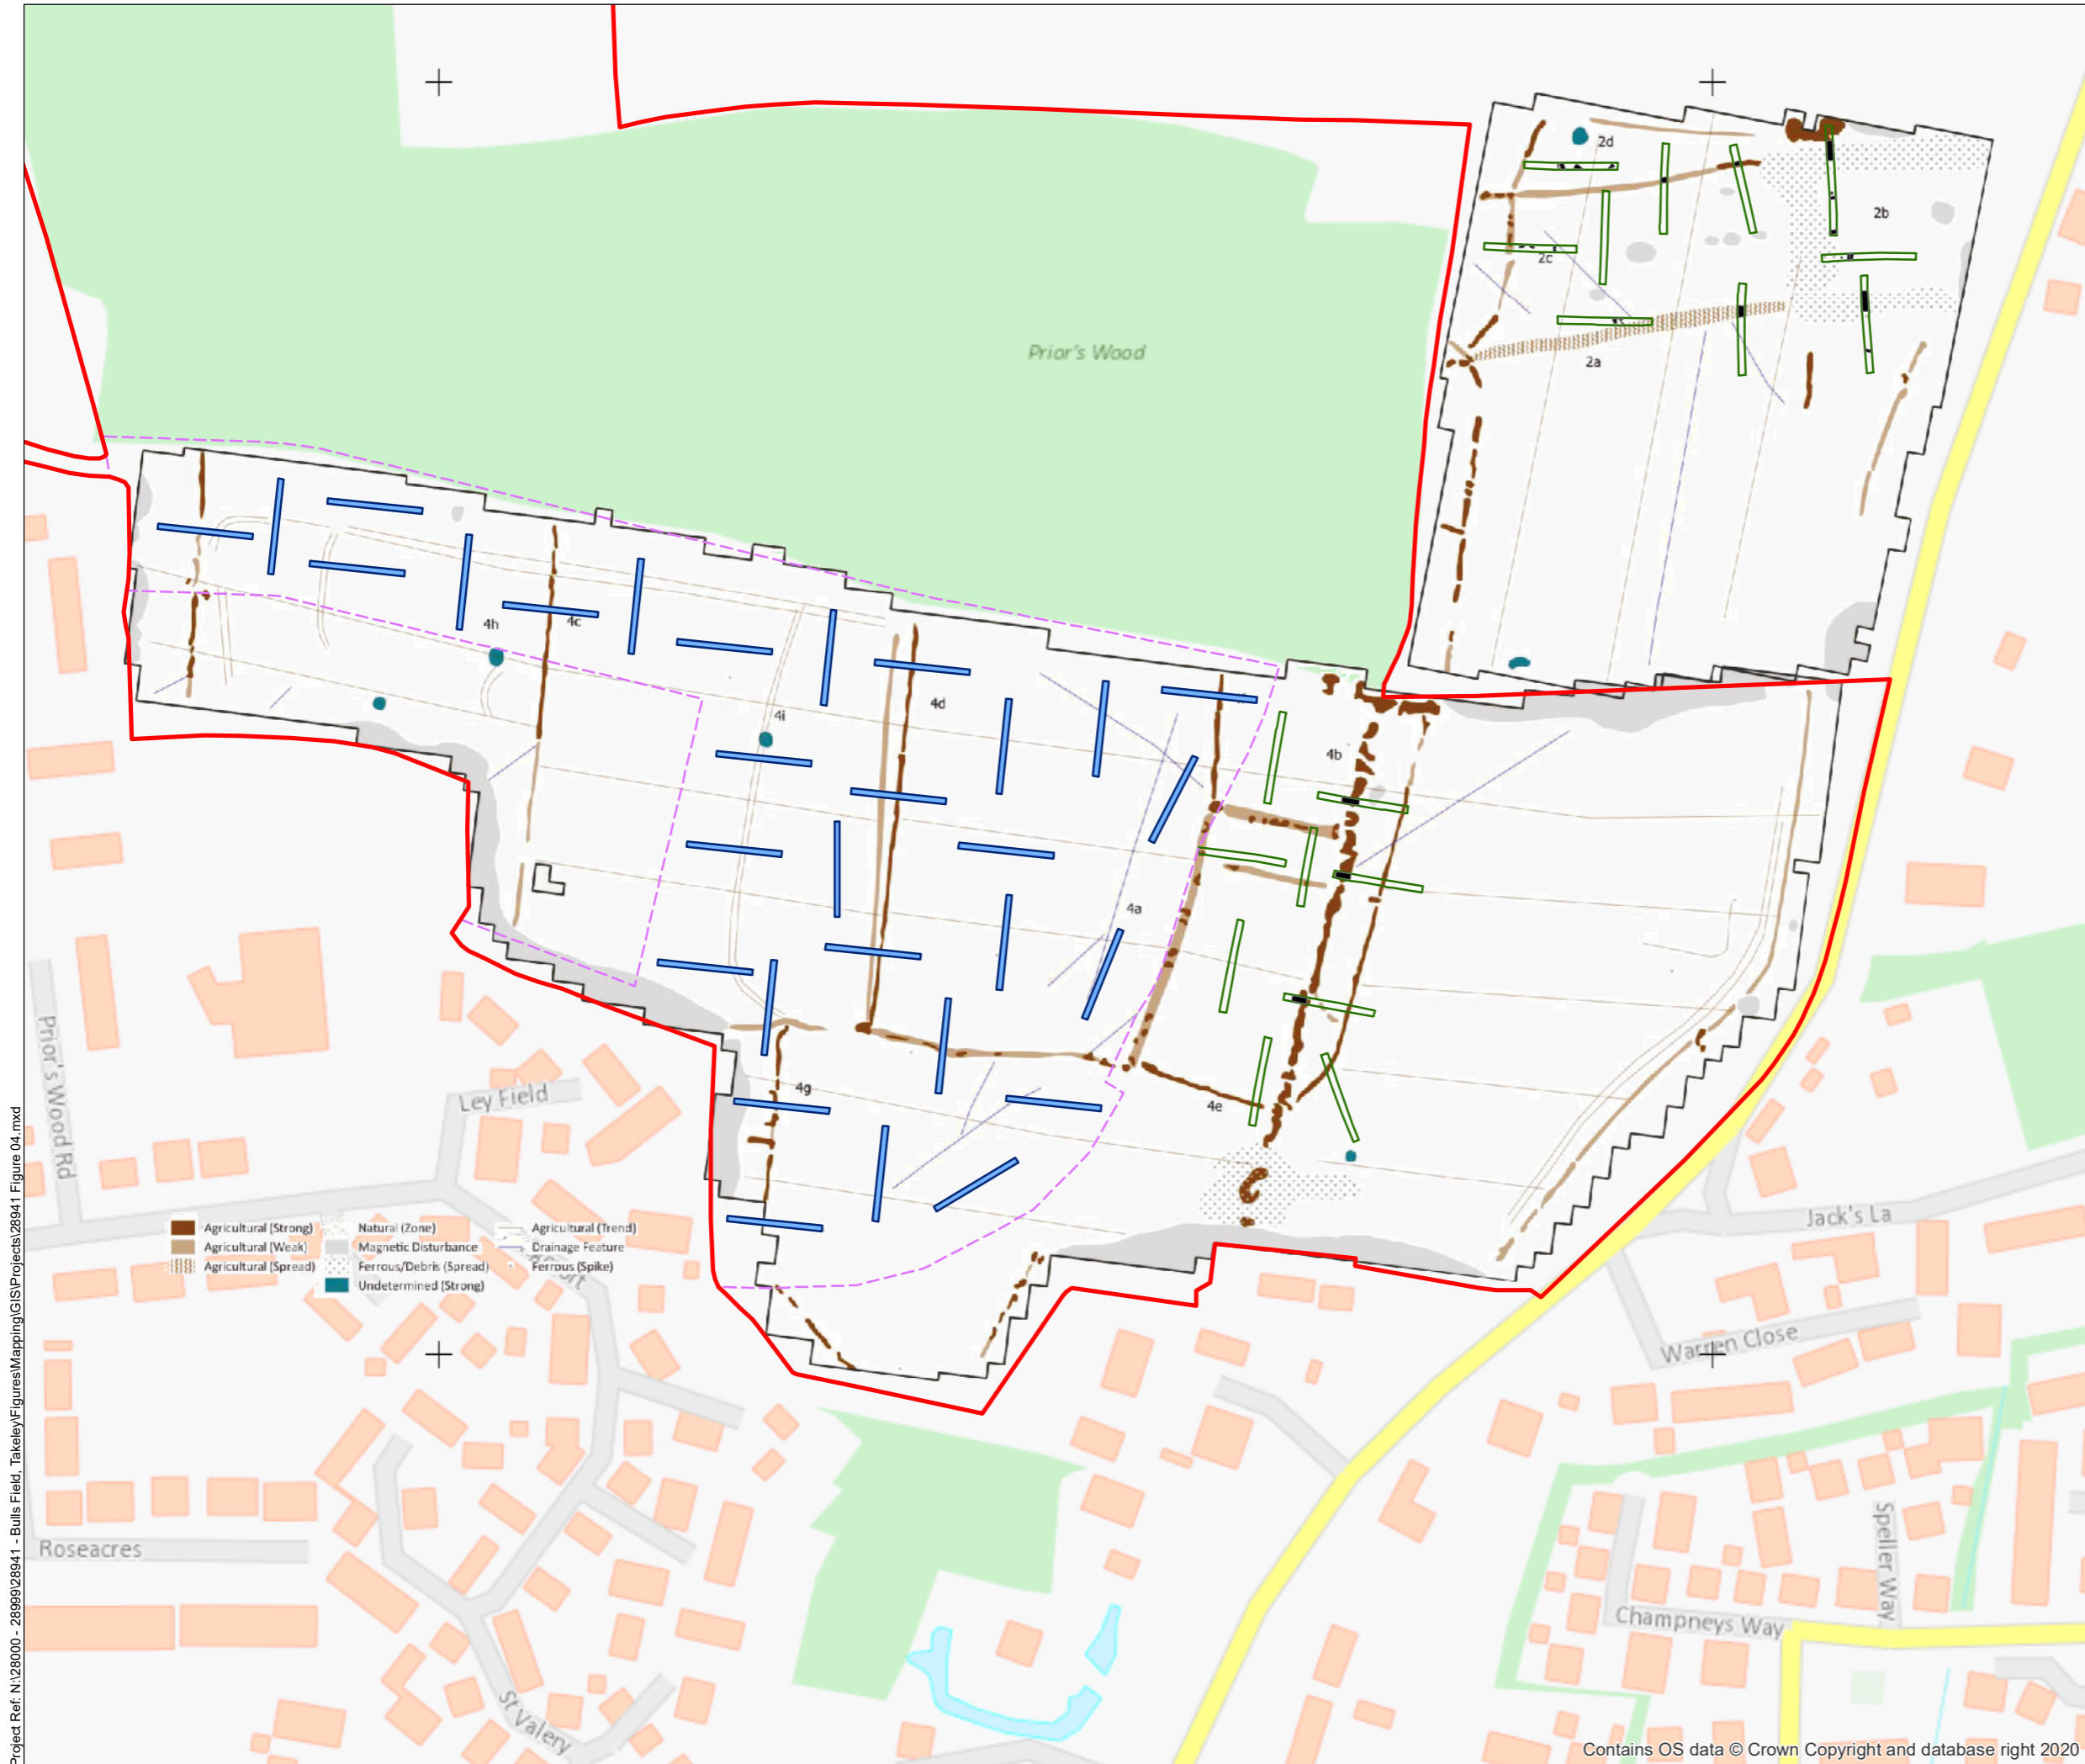 2d
2b
2c
Prior's Wood
2a
4h
4c
4d
4i
4b
4a
4g
4e
Prior's Wood Rd
Ley Field
Jack's La
Agricultural (Strong)
Agricultural (Weak)
Agricultural (Spread)
Natural (Zone)
Magnetic Disturbance
Ferrous/Debris (Spread)
Undetermined (Strong)
Agricultural (Trend)
Drainage Feature
Ferrous (Spike)
Warren Close
Roseacres
Speller Way
Champneys Way
St Valery
Project Ref: N:\28000 - 28999\28941 - Bulls Field, Takeley\Figures\Mapping\GIS\Projects\28941 Figure 04.mxd
Contains OS data © Crown Copyright and database right 2020